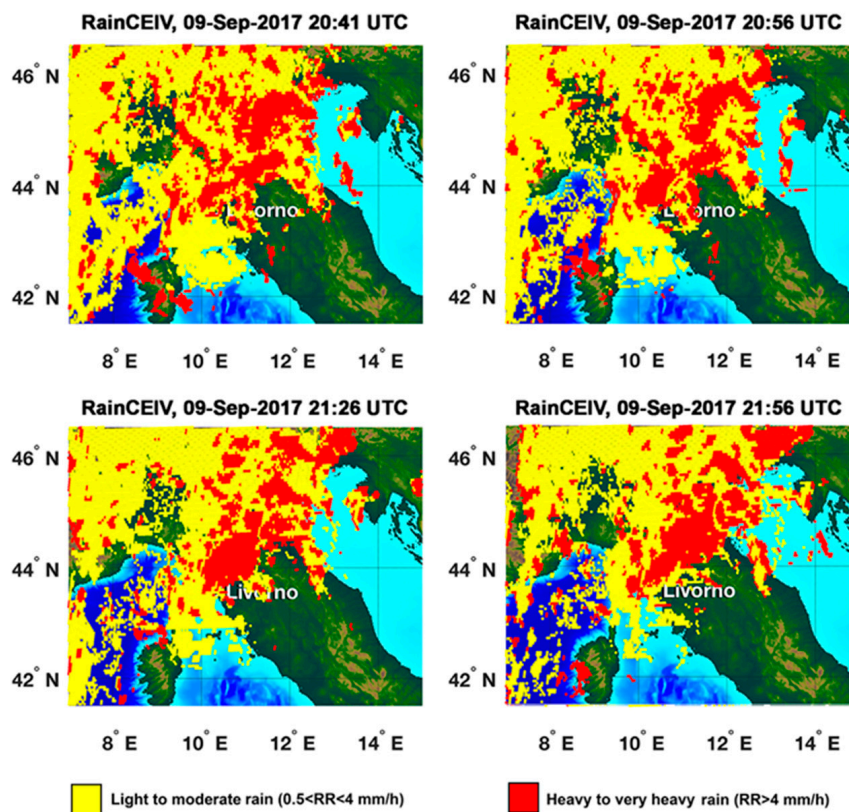 RainCEIV, 09-Sep-2017 20:41 UTC
46° N
44° N
42° N
8° E
10° E
12° E
14° E
Livorno
RainCEIV, 09-Sep-2017 20:56 UTC
46° N
44° N
42° N
8° E
10° E
12° E
14° E
Livorno
RainCEIV, 09-Sep-2017 21:26 UTC
46° N
44° N
42° N
8° E
10° E
12° E
14° E
Livorno
RainCEIV, 09-Sep-2017 21:56 UTC
46° N
44° N
42° N
8° E
10° E
12° E
14° E
Livorno
Light to moderate rain (0.5<RR<4 mm/h)
Heavy to very heavy rain (RR>4 mm/h)